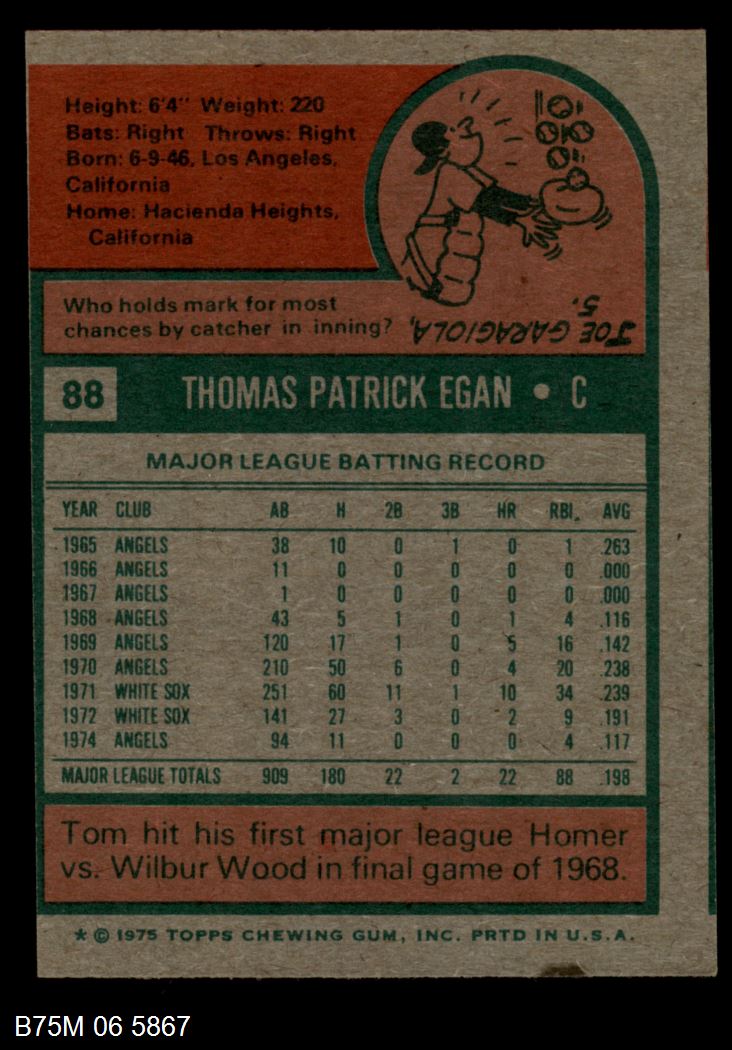 Height: 6'4" Weight: 220
Bats: Right Throws: Right
Born: 6-9-46, Los Angeles,
California
Home: Hacienda Heights,
California
Who holds mark for most
chances by catcher in inning?
JOE GARAGIOLA,
5.
88 THOMAS PATRICK EGAN • C
MAJOR LEAGUE BATTING RECORD
YEAR CLUB AB H 2B 3B HR RBI. AVG
1965 ANGELS 38 10 0 1 0 1 .263
1966 ANGELS 11 0 0 0 0 0 .000
1967 ANGELS 1 0 0 0 0 0 .000
1968 ANGELS 43 5 1 0 1 4 .116
1969 ANGELS 120 17 1 0 5 16 .142
1970 ANGELS 210 50 6 0 4 20 .238
1971 WHITE SOX 251 60 11 1 10 34 .239
1972 WHITE SOX 141 27 3 0 2 9 .191
1974 ANGELS 94 11 0 0 0 4 .117
MAJOR LEAGUE TOTALS 909 180 22 2 22 88 .198
Tom hit his first major league Homer
vs. Wilbur Wood in final game of 1968.
* © 1975 TOPPS CHEWING GUM, INC. PRTD IN U.S.A.
B75M 06 5867